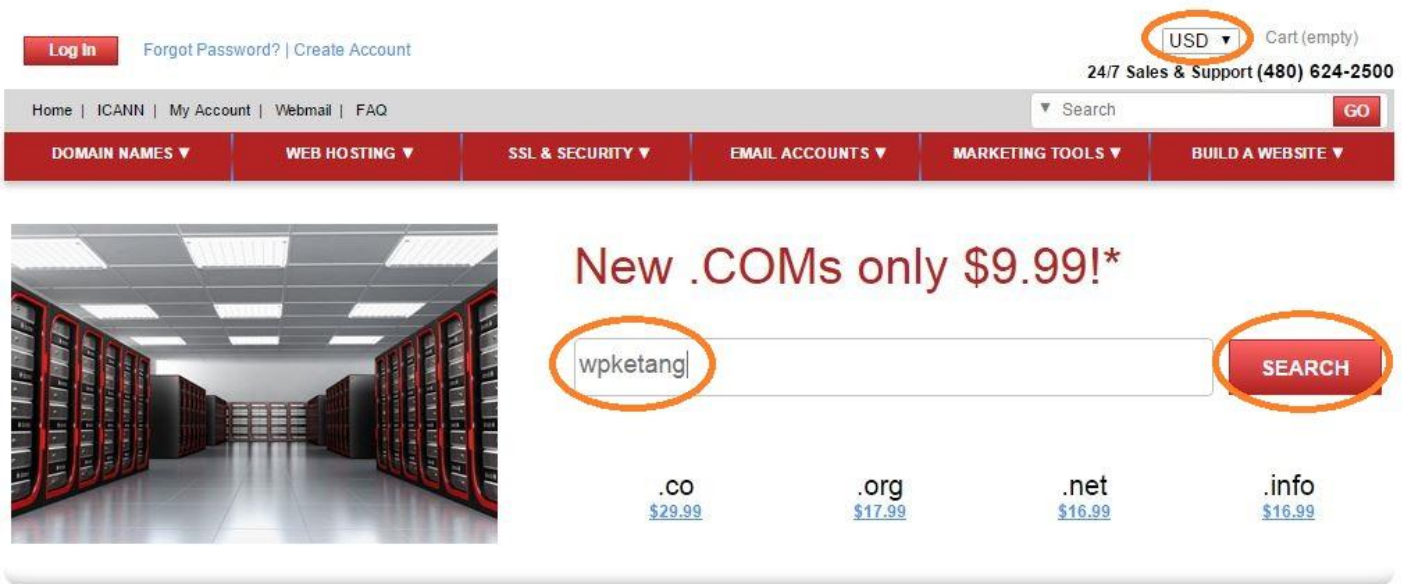 Log In Forgot Password? | Create Account USD ▼ Cart (empty)
24/7 Sales & Support (480) 624-2500
Home | ICANN | My Account | Webmail | FAQ ▼ Search GO
DOMAIN NAMES ▼ WEB HOSTING ▼ SSL & SECURITY ▼ EMAIL ACCOUNTS ▼ MARKETING TOOLS ▼ BUILD A WEBSITE ▼
New .COMs only $9.99!*
wpketang SEARCH
.co .org .net .info
$29.99 $17.99 $16.99 $16.99